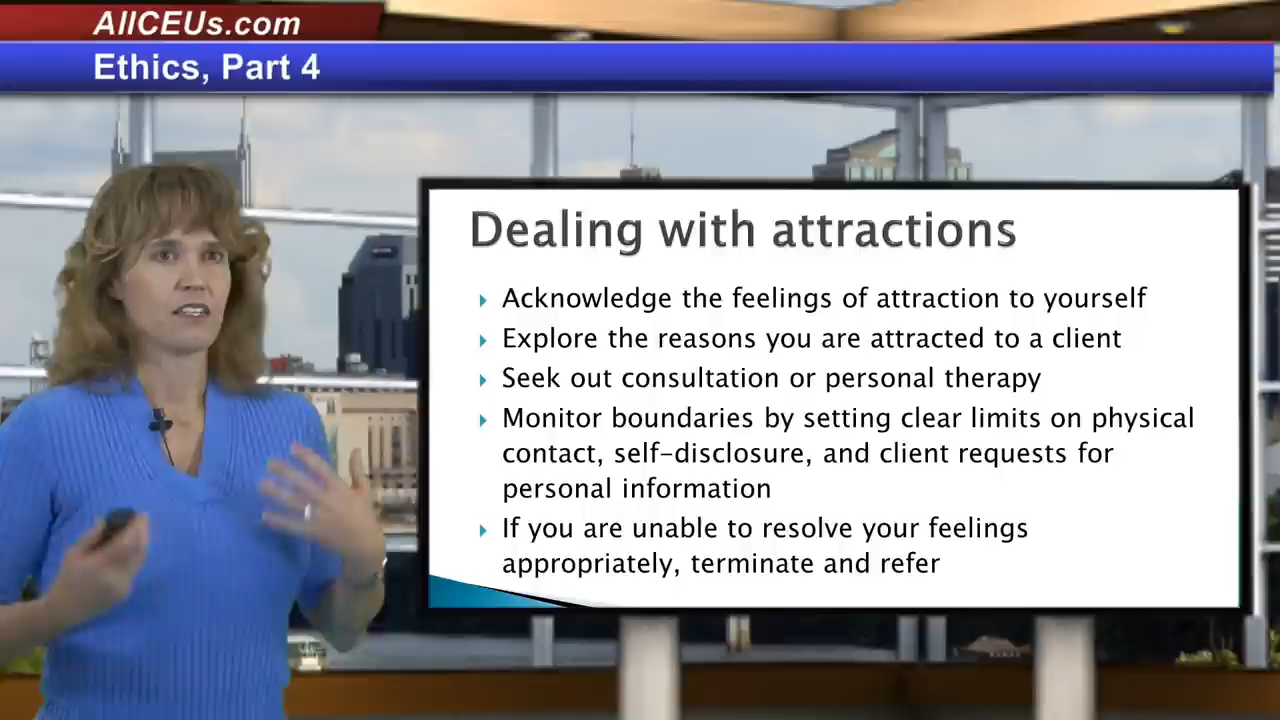 AllCEUs.com
Ethics, Part 4
Dealing with attractions
Acknowledge the feelings of attraction to yourself
Explore the reasons you are attracted to a client
Seek out consultation or personal therapy
Monitor boundaries by setting clear limits on physical
contact, self-disclosure, and client requests for
personal information
If you are unable to resolve your feelings
appropriately, terminate and refer